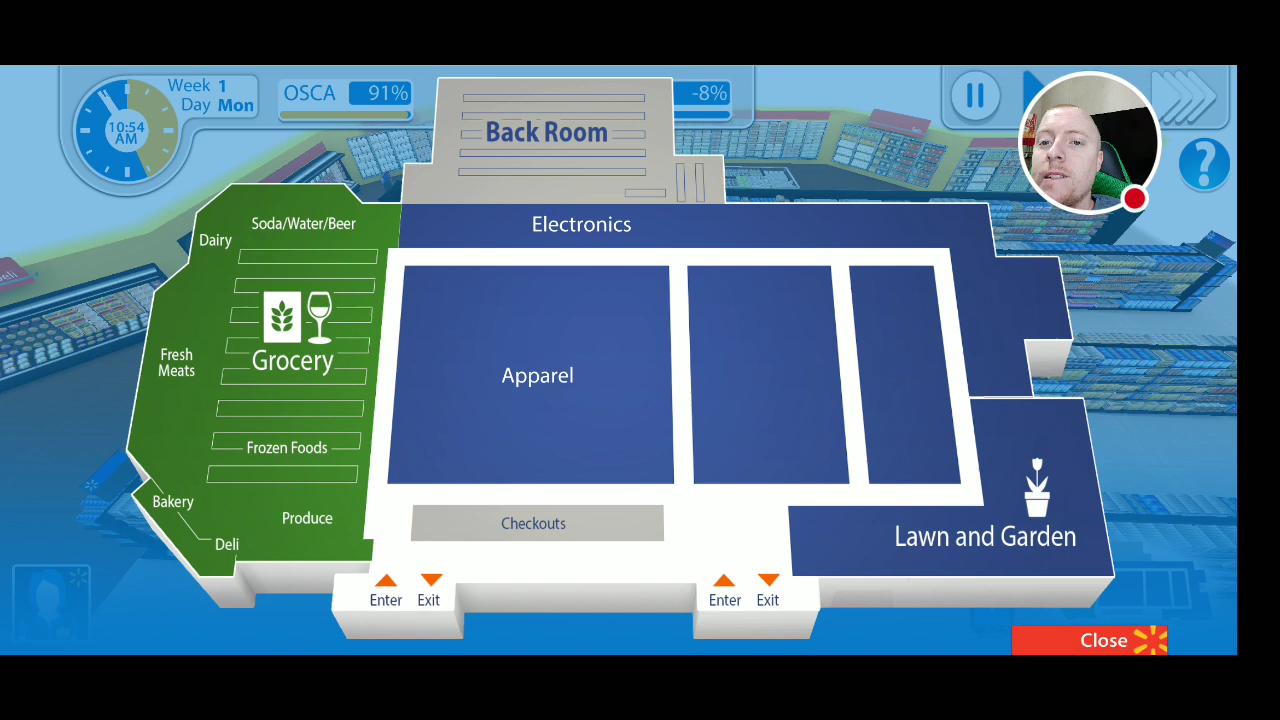 Week 1
Day Mon
10:54
AM
OSCA 91%
-8%
Back Room
Electronics
Soda/Water/Beer
Dairy
Grocery
Fresh
Meats
Apparel
Frozen Foods
Bakery
Produce
Deli
Checkouts
Lawn and Garden
Enter
Exit
Enter
Exit
?
Close